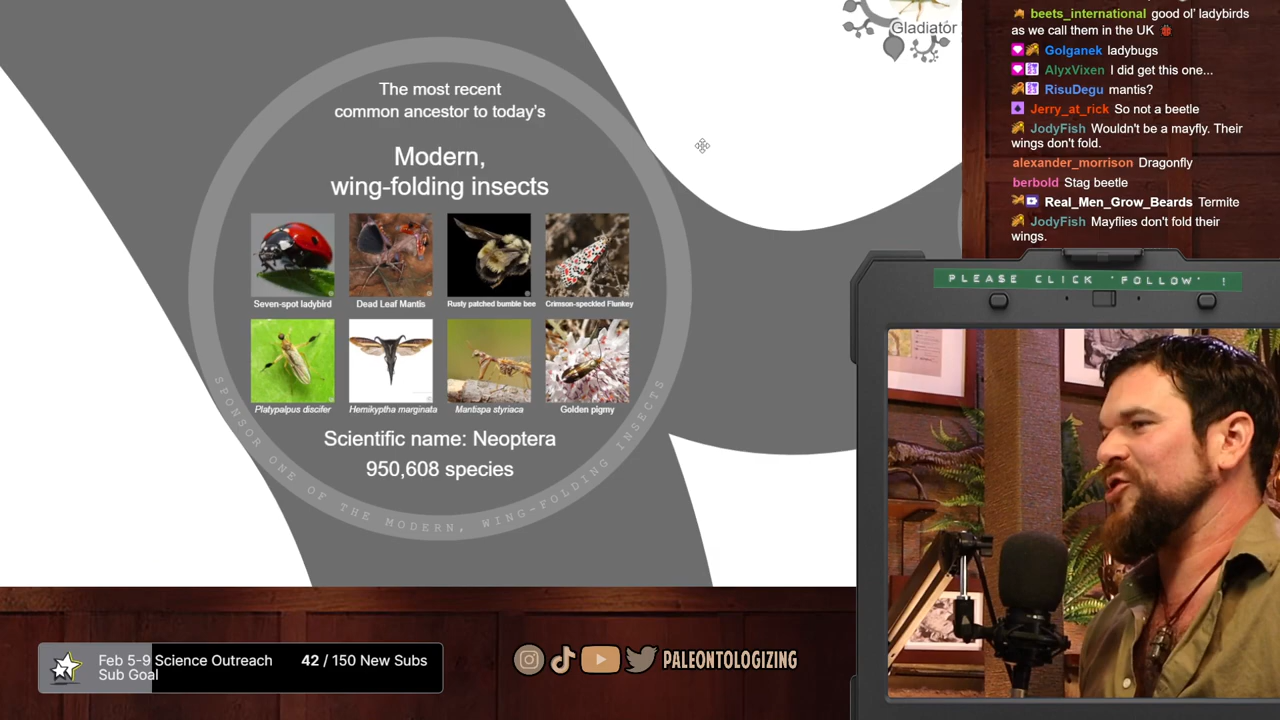 Gladiator
The most recent
common ancestor to today's
Modern,
wing-folding insects
Seven-spot ladybird
Dead Leaf Mantis
Rusty patched bumble bee
Crimson-speckled Flunkey
Platypalpus discifer
Hemikyptha marginata
Mantispa styriaca
Golden pigmy
Scientific name: Neoptera
950,608 species
SPONSOR ONE OF THE MODERN, WING-FOLDING INSECTS
beets_international good ol' ladybirds
as we call them in the UK
Golganek ladybugs
AlyxVixen I did get this one...
RisuDegu mantis?
Jerry_at_rick So not a beetle
JodyFish Wouldn't be a mayfly. Their
wings don't fold.
alexander_morrison Dragonfly
berbold Stag beetle
Real_Men_Grow_Beards Termite
JodyFish Mayflies don't fold their
wings.
PLEASE CLICK 'FOLLOW' !
Feb 5-9 Science Outreach
Sub Goal
42 / 150 New Subs
PALEONTOLOGIZING